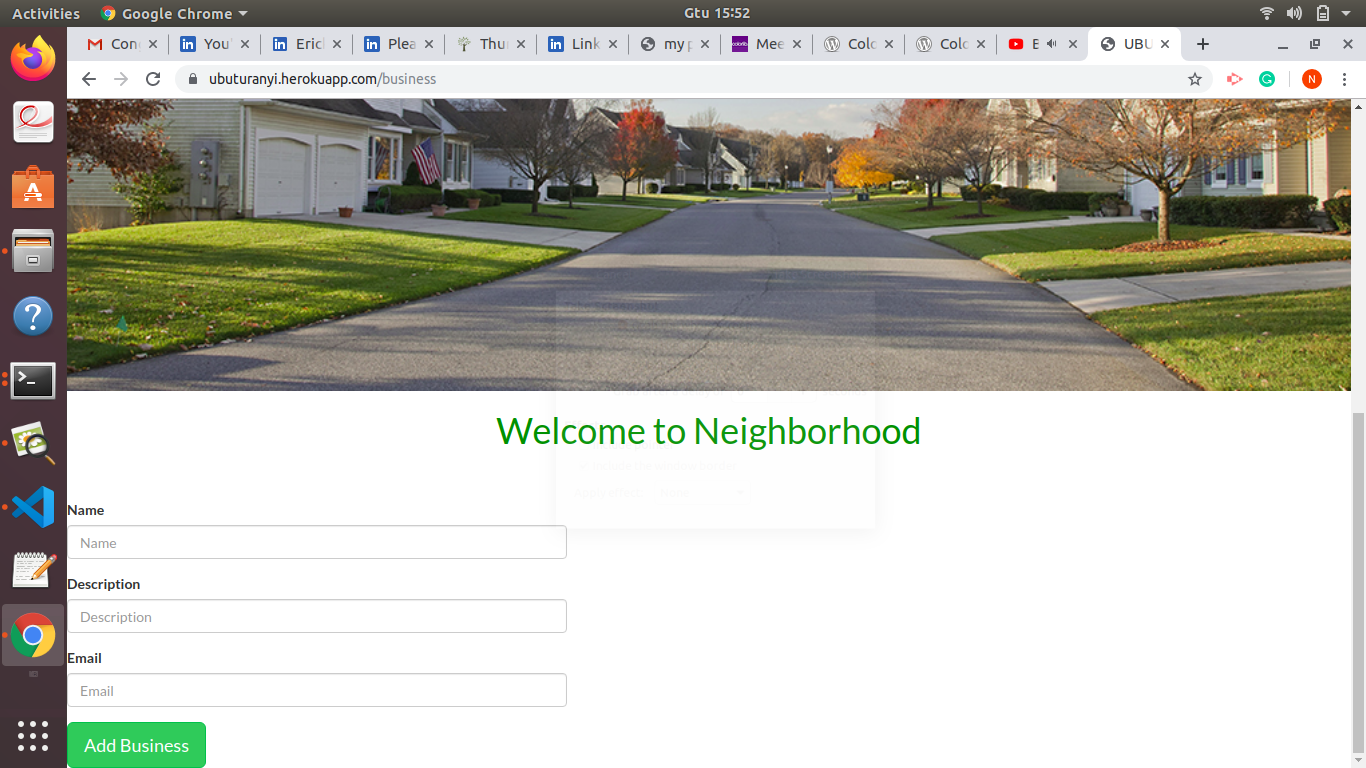 Activities Google Chrome Gtu 15:52
Con You' Eric Plea Thu Link my p Mee Colo Colo E UBU
ubuturanyi.herokuapp.com/business N
Welcome to Neighborhood
Name
Name
Description
Description
Email
Email
Add Business